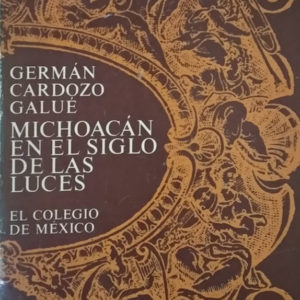 GERMÁN
CARDOZO
GALUÉ
MICHOACÁN
EN EL SIGLO
DE LAS
LUCES
EL COLEGIO
DE MÉXICO